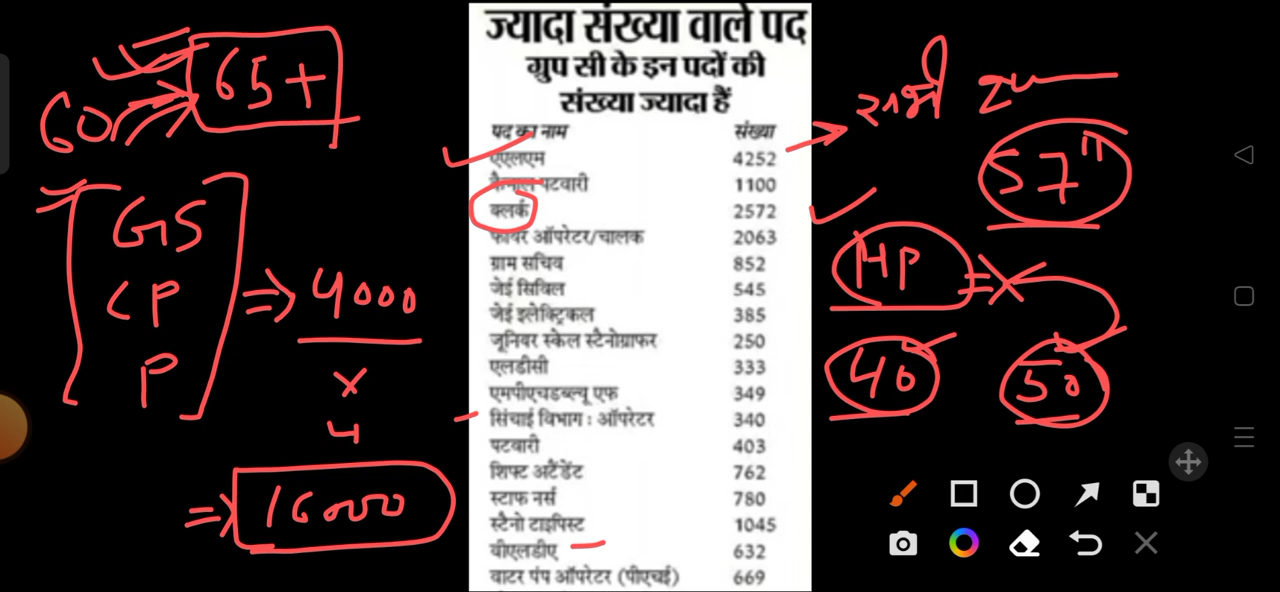 65+
60
GS
CP
P
=> 4000
x
4
=> 16000
ज्यादा संख्या वाले पद
ग्रुप सी के इन पदों की
संख्या ज्यादा हैं
पद का नाम संख्या
एएलएम 4252
कैनाल पटवारी 1100
क्लर्क 2572
फायर ऑपरेटर/चालक 2063
ग्राम सचिव 852
जेई सिविल 545
जेई इलेक्ट्रिकल 385
जूनियर स्केल स्टैनोग्राफर 250
एलडीसी 333
एमपीएचडब्ल्यू एफ 349
सिंचाई विभाग : ऑपरेटर 340
पटवारी 403
शिफ्ट अटैंडेंट 762
स्टाफ नर्स 780
स्टैनो टाइपिस्ट 1045
वीएलडीए 632
वाटर पंप ऑपरेटर (पीएचई) 669
57"
HP =
40 50